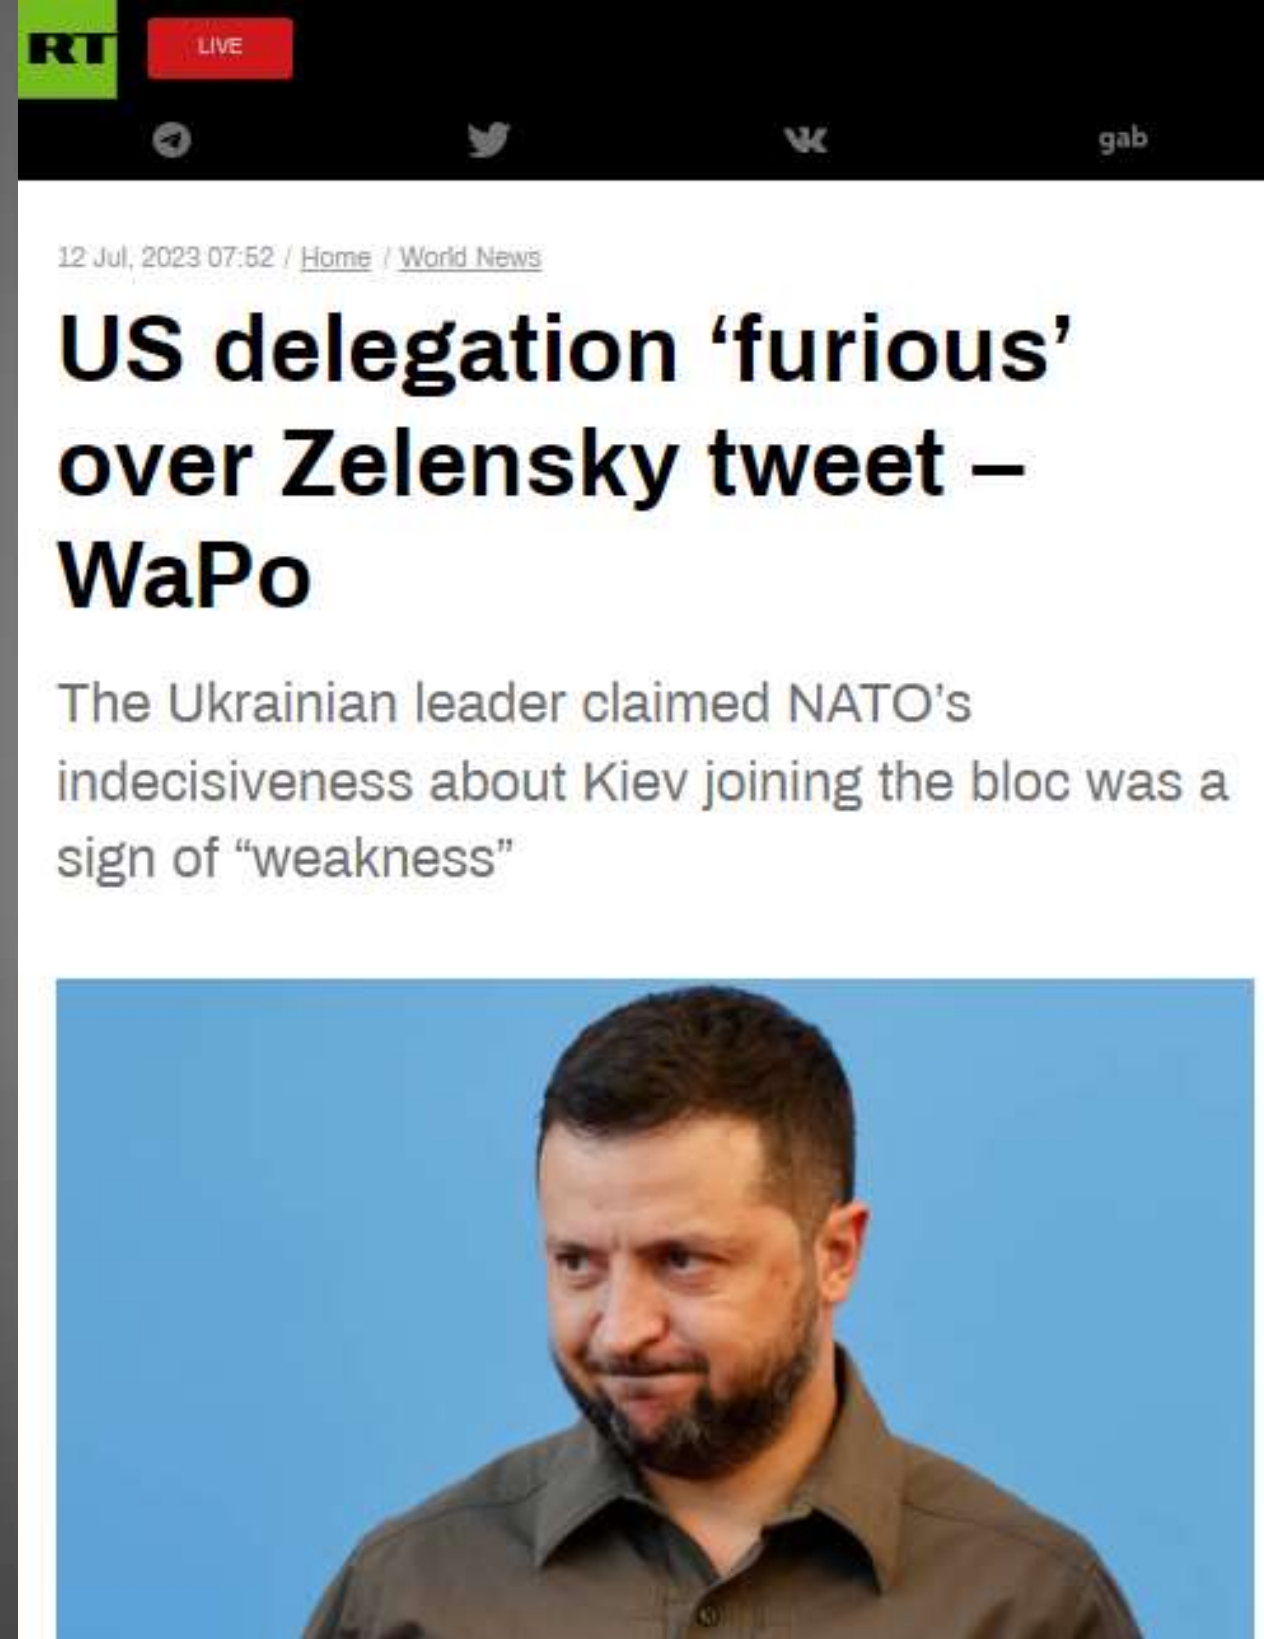 RT
LIVE
gab
12 Jul, 2023 07:52 / Home / World News
US delegation ‘furious’
over Zelensky tweet –
WaPo
The Ukrainian leader claimed NATO’s
indecisiveness about Kiev joining the bloc was a
sign of “weakness”